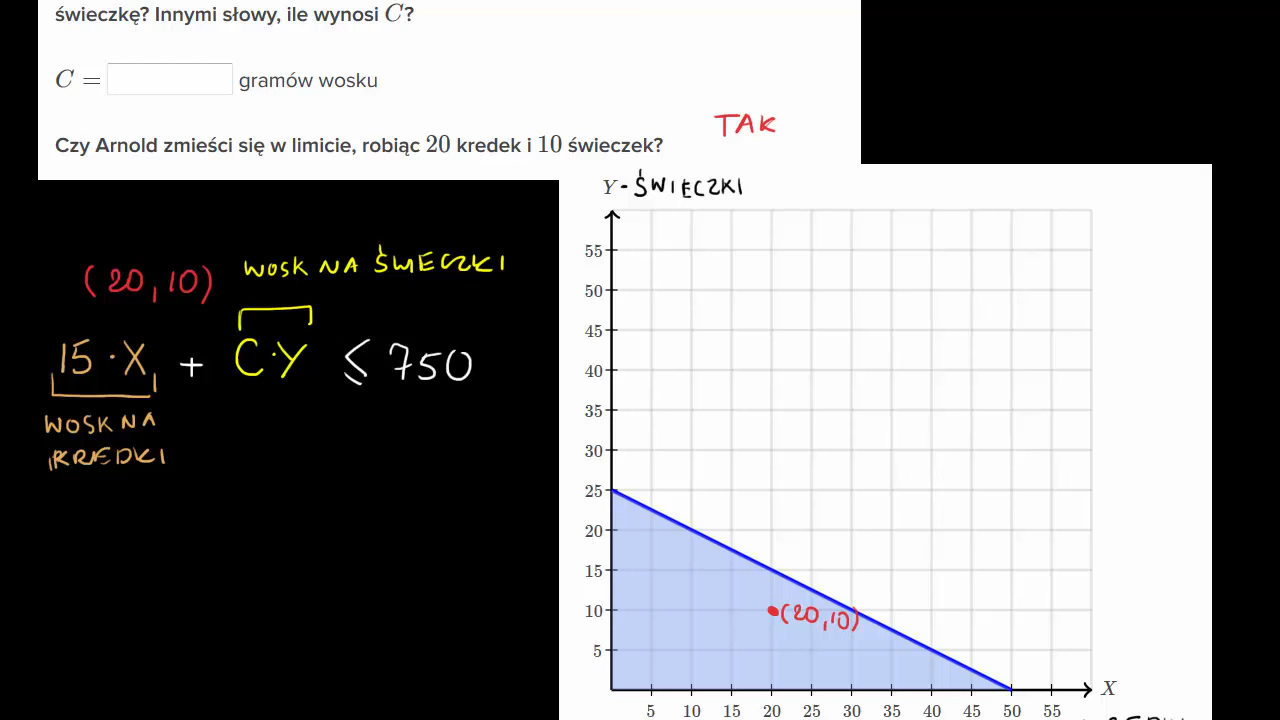 świeczkę? Innymi słowy, ile wynosi C?
C = gramów wosku
TAK
Czy Arnold zmieści się w limicie, robiąc 20 kredek i 10 świeczek?
Y - ŚWIECZKI
(20,10)
WOSK NA ŚWIECZKI
15 · X + C · Y ≤ 750
WOSK NA
KREDKI
55
50
45
40
35
30
25
20
15
10
5
(20,10)
X
5 10 15 20 25 30 35 40 45 50 55